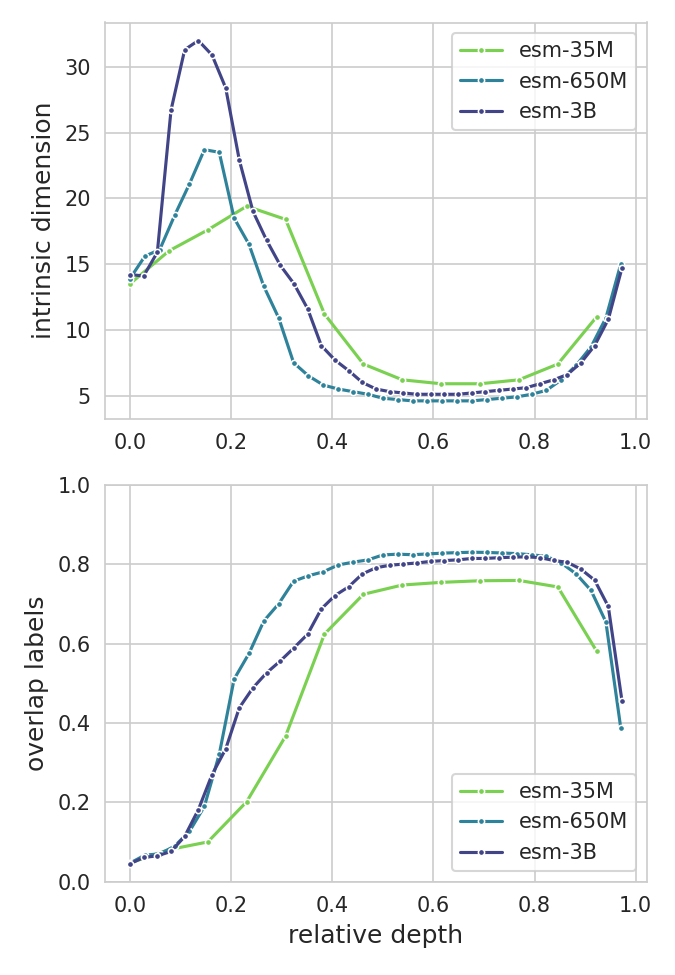 intrinsic dimension
30
25
20
15
10
5
0.0 0.2 0.4 0.6 0.8 1.0
esm-35M
esm-650M
esm-3B
overlap labels
1.0
0.8
0.6
0.4
0.2
0.0
0.0 0.2 0.4 0.6 0.8 1.0
esm-35M
esm-650M
esm-3B
relative depth